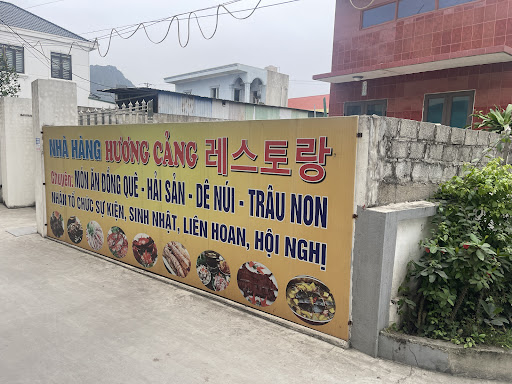 NHÀ HÀNG HƯƠNG CẢNG 레스토랑
Chuyên: MÓN ĂN ĐỒNG QUÊ - HẢI SẢN - DÊ NÚI - TRÂU NON
NHẬN TỔ CHỨC SỰ KIỆN, SINH NHẬT, LIÊN HOAN, HỘI NGHỊ